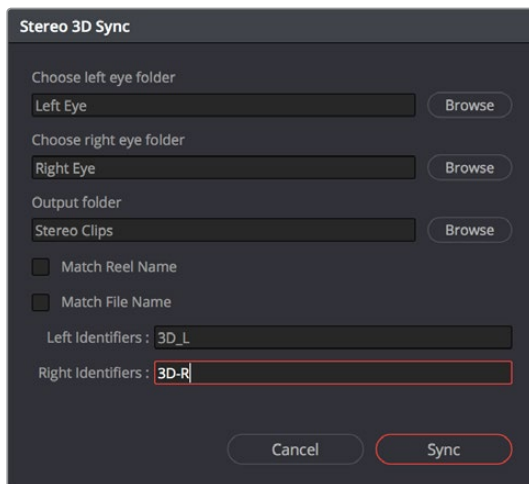 Stereo 3D Sync
Choose left eye folder
Left Eye Browse
Choose right eye folder
Right Eye Browse
Output folder
Stereo Clips Browse
Match Reel Name
Match File Name
Left Identifiers : 3D_L
Right Identifiers : 3D-R
Cancel Sync